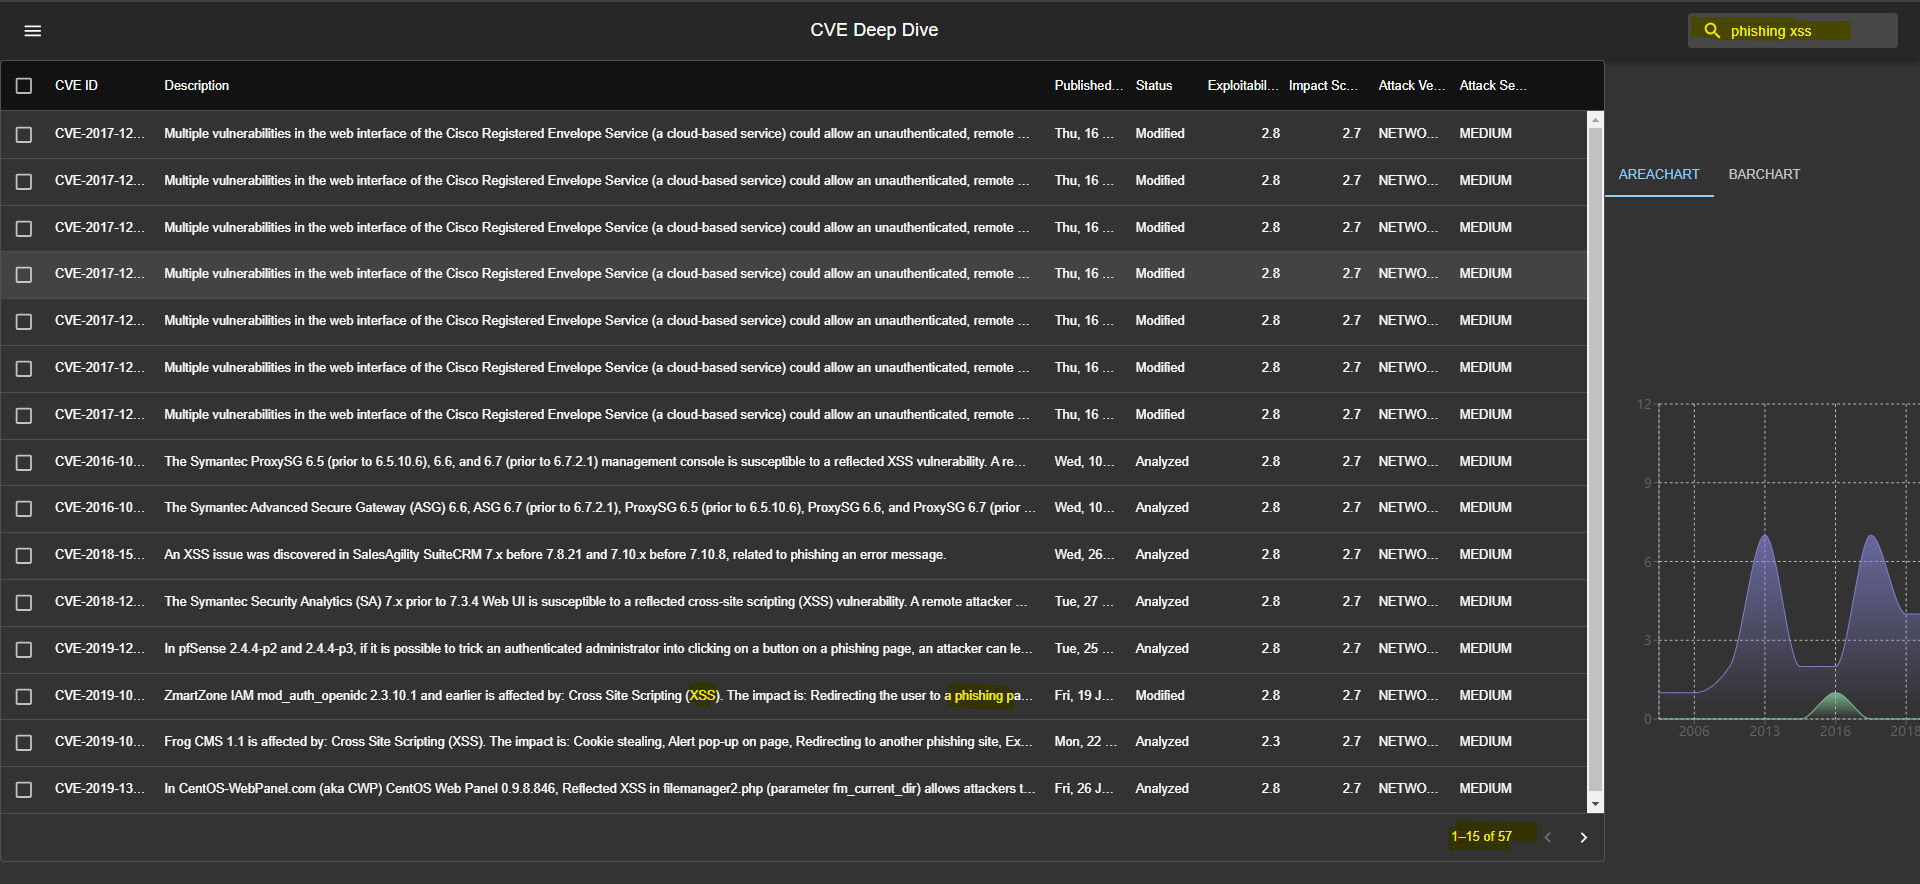 CVE Deep Dive
phishing xss
CVE ID Description Published... Status Exploitabil... Impact Sc... Attack Ve... Attack Se...
CVE-2017-12... Multiple vulnerabilities in the web interface of the Cisco Registered Envelope Service (a cloud-based service) could allow an unauthenticated, remote ... Thu, 16 ... Modified 2.8 2.7 NETWO... MEDIUM
CVE-2017-12... Multiple vulnerabilities in the web interface of the Cisco Registered Envelope Service (a cloud-based service) could allow an unauthenticated, remote ... Thu, 16 ... Modified 2.8 2.7 NETWO... MEDIUM
CVE-2017-12... Multiple vulnerabilities in the web interface of the Cisco Registered Envelope Service (a cloud-based service) could allow an unauthenticated, remote ... Thu, 16 ... Modified 2.8 2.7 NETWO... MEDIUM
CVE-2017-12... Multiple vulnerabilities in the web interface of the Cisco Registered Envelope Service (a cloud-based service) could allow an unauthenticated, remote ... Thu, 16 ... Modified 2.8 2.7 NETWO... MEDIUM
CVE-2017-12... Multiple vulnerabilities in the web interface of the Cisco Registered Envelope Service (a cloud-based service) could allow an unauthenticated, remote ... Thu, 16 ... Modified 2.8 2.7 NETWO... MEDIUM
CVE-2017-12... Multiple vulnerabilities in the web interface of the Cisco Registered Envelope Service (a cloud-based service) could allow an unauthenticated, remote ... Thu, 16 ... Modified 2.8 2.7 NETWO... MEDIUM
CVE-2017-12... Multiple vulnerabilities in the web interface of the Cisco Registered Envelope Service (a cloud-based service) could allow an unauthenticated, remote ... Thu, 16 ... Modified 2.8 2.7 NETWO... MEDIUM
CVE-2016-10... The Symantec ProxySG 6.5 (prior to 6.5.10.6), 6.6, and 6.7 (prior to 6.7.2.1) management console is susceptible to a reflected XSS vulnerability. A re... Wed, 10... Analyzed 2.8 2.7 NETWO... MEDIUM
CVE-2016-10... The Symantec Advanced Secure Gateway (ASG) 6.6, ASG 6.7 (prior to 6.7.2.1), ProxySG 6.5 (prior to 6.5.10.6), ProxySG 6.6, and ProxySG 6.7 (prior ... Wed, 10... Analyzed 2.8 2.7 NETWO... MEDIUM
CVE-2018-15... An XSS issue was discovered in SalesAgility SuiteCRM 7.x before 7.8.21 and 7.10.x before 7.10.8, related to phishing an error message. Wed, 26... Analyzed 2.8 2.7 NETWO... MEDIUM
CVE-2018-12... The Symantec Security Analytics (SA) 7.x prior to 7.3.4 Web UI is susceptible to a reflected cross-site scripting (XSS) vulnerability. A remote attacker ... Tue, 27 ... Analyzed 2.8 2.7 NETWO... MEDIUM
CVE-2019-12... In pfSense 2.4.4-p2 and 2.4.4-p3, if it is possible to trick an authenticated administrator into clicking on a button on a phishing page, an attacker can le... Tue, 25 ... Analyzed 2.8 2.7 NETWO... MEDIUM
CVE-2019-10... ZmartZone IAM mod_auth_openidc 2.3.10.1 and earlier is affected by: Cross Site Scripting (XSS). The impact is: Redirecting the user to a phishing pa... Fri, 19 J... Modified 2.8 2.7 NETWO... MEDIUM
CVE-2019-10... Frog CMS 1.1 is affected by: Cross Site Scripting (XSS). The impact is: Cookie stealing, Alert pop-up on page, Redirecting to another phishing site, Ex... Mon, 22 ... Analyzed 2.3 2.7 NETWO... MEDIUM
CVE-2019-13... In CentOS-WebPanel.com (aka CWP) CentOS Web Panel 0.9.8.846, Reflected XSS in filemanager2.php (parameter fm_current_dir) allows attackers t... Fri, 26 J... Analyzed 2.8 2.7 NETWO... MEDIUM
1–15 of 57
AREACHART BARCHART
12
9
6
3
0
2006 2013 2016 2018